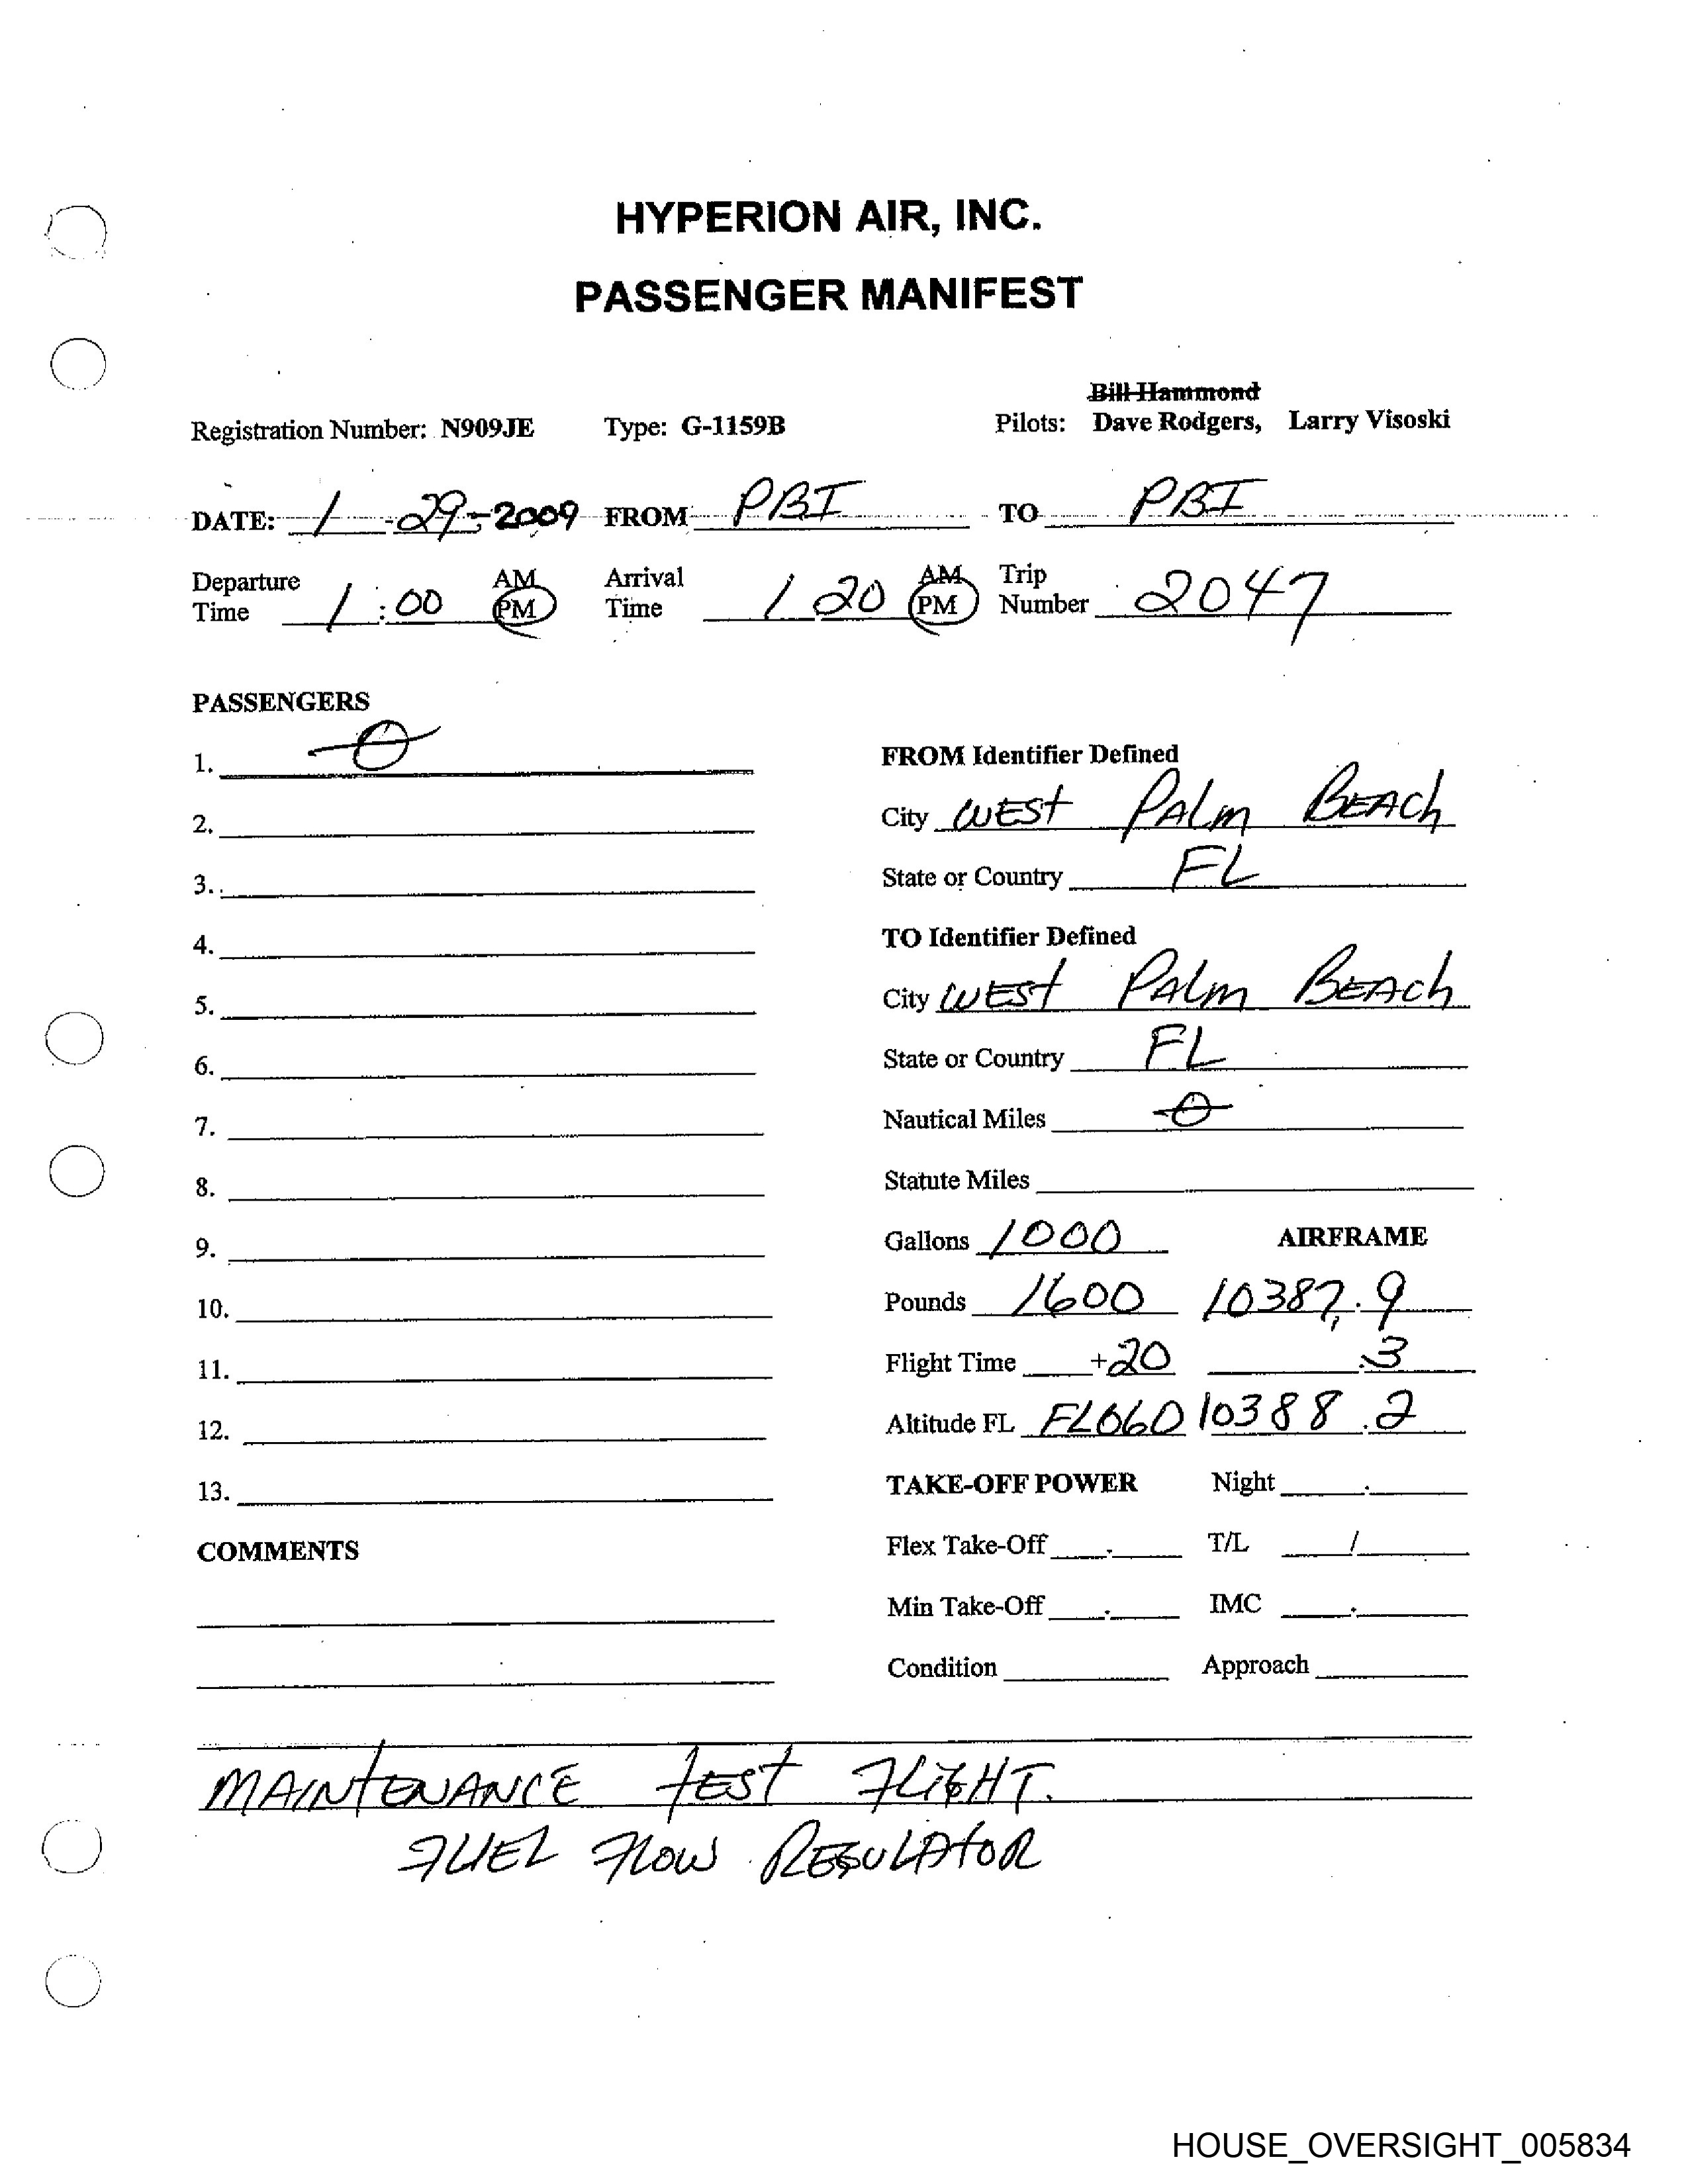 HYPERION AIR, INC.
PASSENGER MANIFEST
Bill Hammond
Registration Number: N909JE Type: G-1159B Pilots: Dave Rodgers, Larry Visoski
DATE: 1 - 29 - 2009 FROM PBI TO PBI
Departure Time 1 : 00 AM PM Arrival Time 1 20 AM PM Trip Number 2047
PASSENGERS
1. 0
2.
3.
4.
5.
6.
7.
8.
9.
10.
11.
12.
13.
COMMENTS
FROM Identifier Defined
City WEST PALm BEACh
State or Country FL
TO Identifier Defined
City WEST PALm BEACh
State or Country FL
Nautical Miles 0
Statute Miles
Gallons 1000 AIRFRAME
Pounds 1600 10387.9
Flight Time +20 .3
Altitude FL FL060 10388.2
TAKE-OFF POWER Night .
Flex Take-Off . T/L /
Min Take-Off . IMC .
Condition Approach
MAINTENANCE TEST FLIGHT.
FUEL FLOW REGULATOR
HOUSE_OVERSIGHT_005834